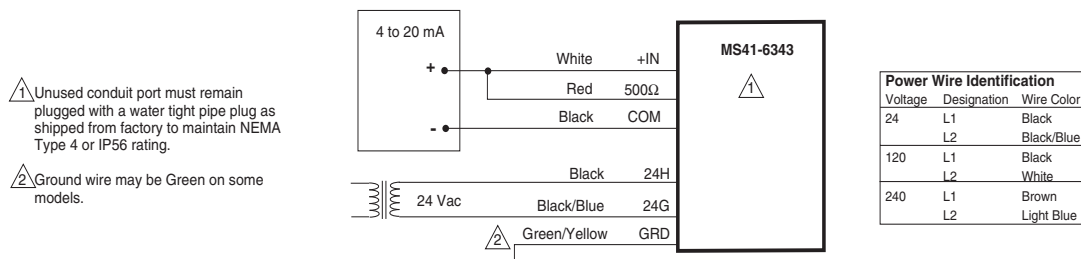 1 Unused conduit port must remain
plugged with a water tight pipe plug as
shipped from factory to maintain NEMA
Type 4 or IP56 rating.
2 Ground wire may be Green on some
models.
4 to 20 mA
+
-
White +IN
Red 500Ω
Black COM
MS41-6343
1
24 Vac
Black 24H
Black/Blue 24G
2 Green/Yellow GRD
Power Wire Identification
Voltage Designation Wire Color
24 L1 Black
L2 Black/Blue
120 L1 Black
L2 White
240 L1 Brown
L2 Light Blue